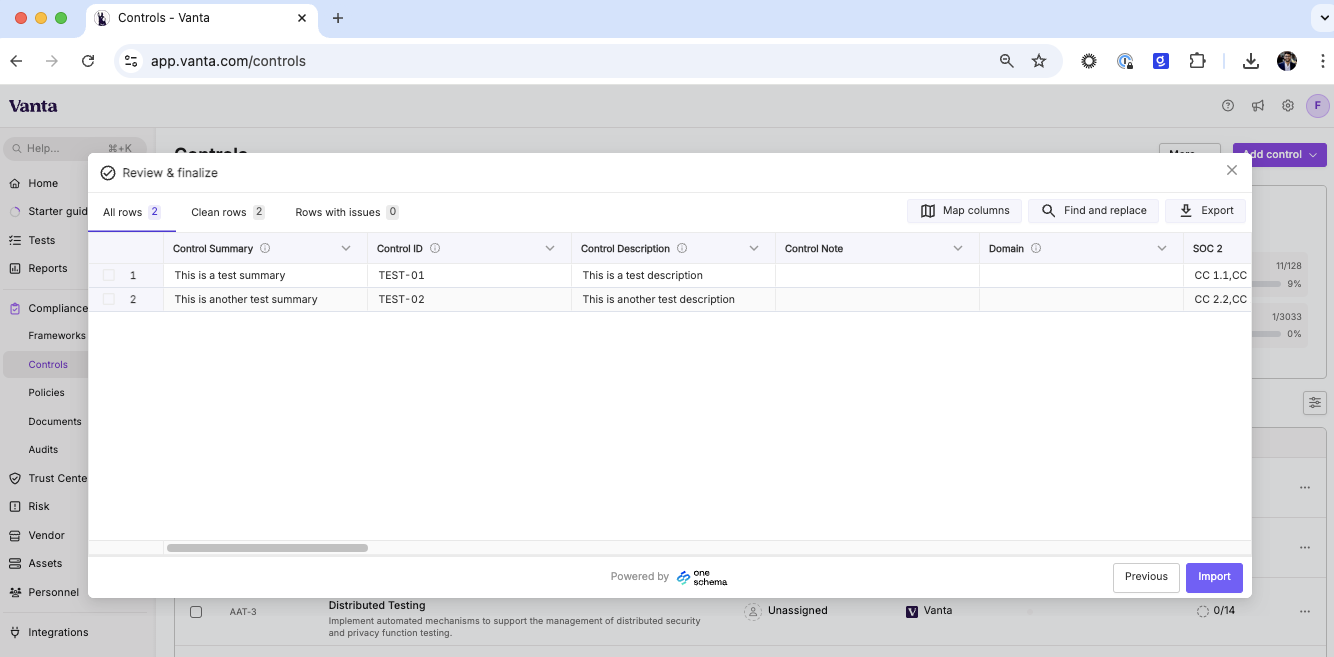 Controls - Vanta
app.vanta.com/controls
Vanta
F
Help... ⌘+K
Home
Starter guid
Tests
Reports
Compliance
Frameworks
Controls
Policies
Documents
Audits
Trust Cente
Risk
Vendor
Assets
Personnel
Integrations
Add control
Review & finalize
All rows 2 Clean rows 2 Rows with issues 0 Map columns Find and replace Export
Control Summary Control ID Control Description Control Note Domain SOC 2
1 This is a test summary TEST-01 This is a test description CC 1.1,CC
2 This is another test summary TEST-02 This is another test description CC 2.2,CC
11/128
9%
1/3033
0%
Powered by one schema
Previous Import
AAT-3 Distributed Testing Unassigned Vanta 0/14
Implement automated mechanisms to support the management of distributed security
and privacy function testing.